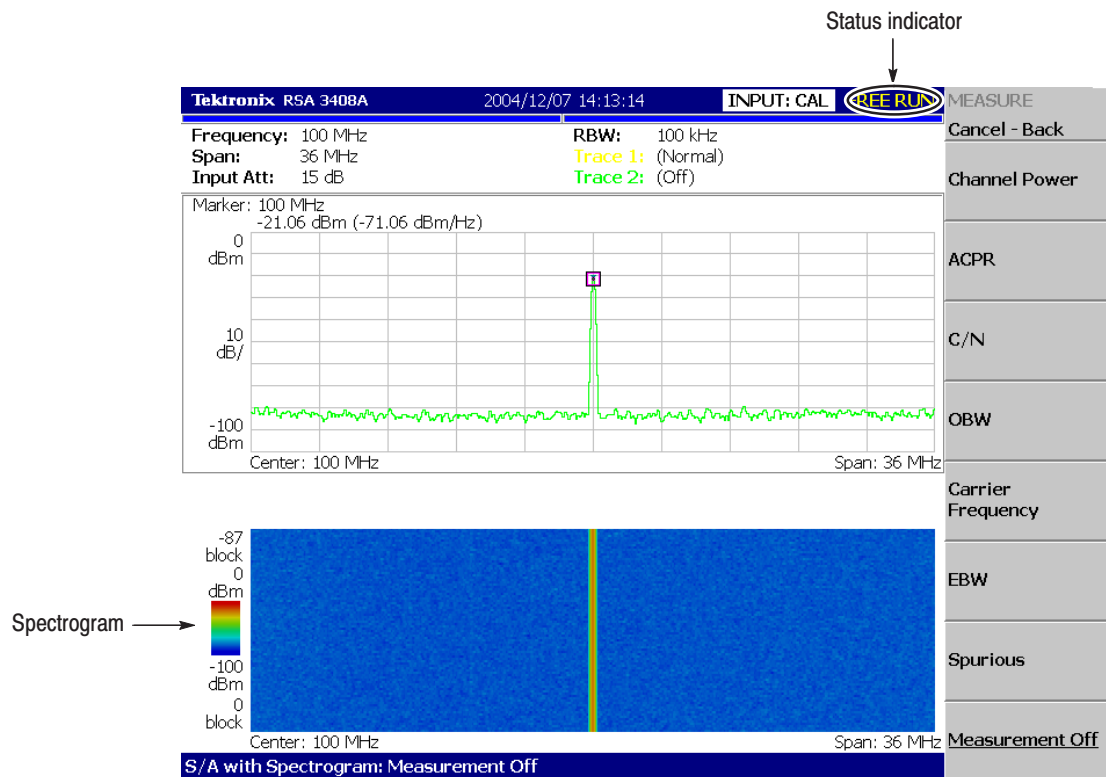 Status indicator
Tektronix RSA 3408A 2004/12/07 14:13:14 INPUT: CAL REE RUN
MEASURE
Cancel - Back
Frequency: 100 MHz RBW: 100 kHz
Span: 36 MHz Trace 1: (Normal)
Input Att: 15 dB Trace 2: (Off)
Channel Power
Marker: 100 MHz
-21.06 dBm (-71.06 dBm/Hz)
0
dBm
ACPR
10
dB/
C/N
-100
dBm
OBW
Center: 100 MHz Span: 36 MHz
Carrier
Frequency
-87
block
0
dBm
EBW
Spectrogram
-100
dBm
Spurious
0
block
Center: 100 MHz Span: 36 MHz
Measurement Off
S/A with Spectrogram: Measurement Off